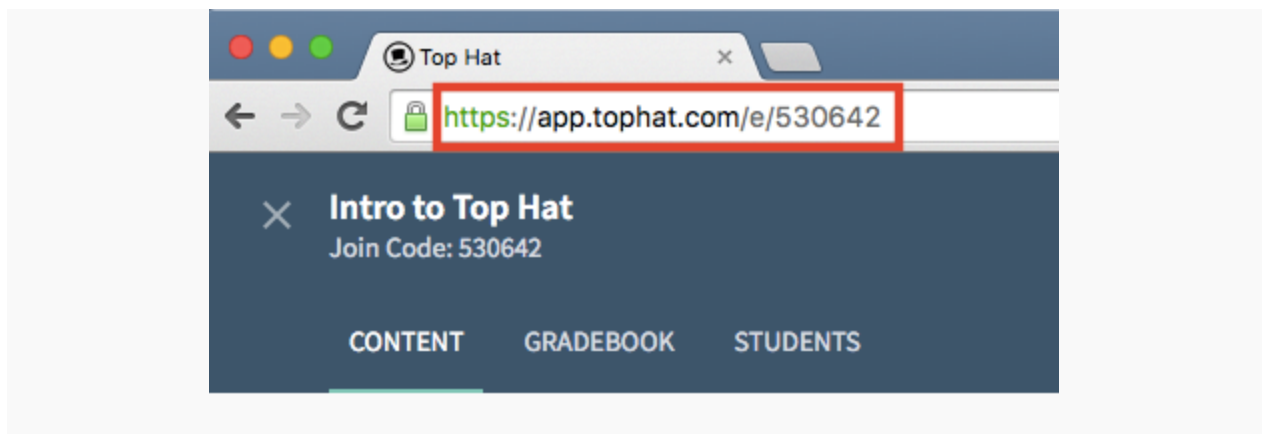 Top Hat
https://app.tophat.com/e/530642
Intro to Top Hat
Join Code: 530642
CONTENT GRADEBOOK STUDENTS